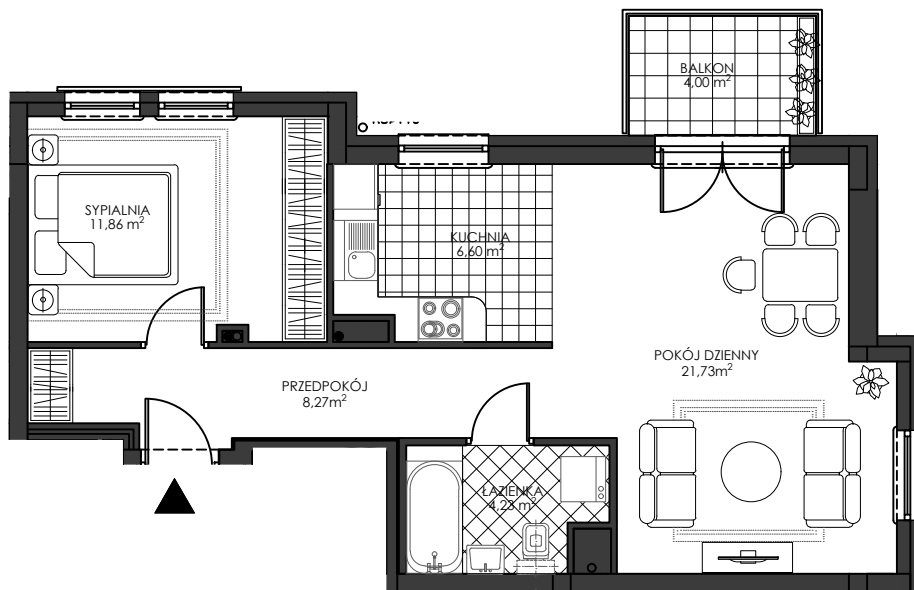 BALKON
4,00 m²
SYPIALNIA
11,86 m²
KUCHNIA
6,60 m²
POKÓJ DZIENNY
21,73m²
PRZEDPOKÓJ
8,27m²
ŁAZIENKA
4,23 m²